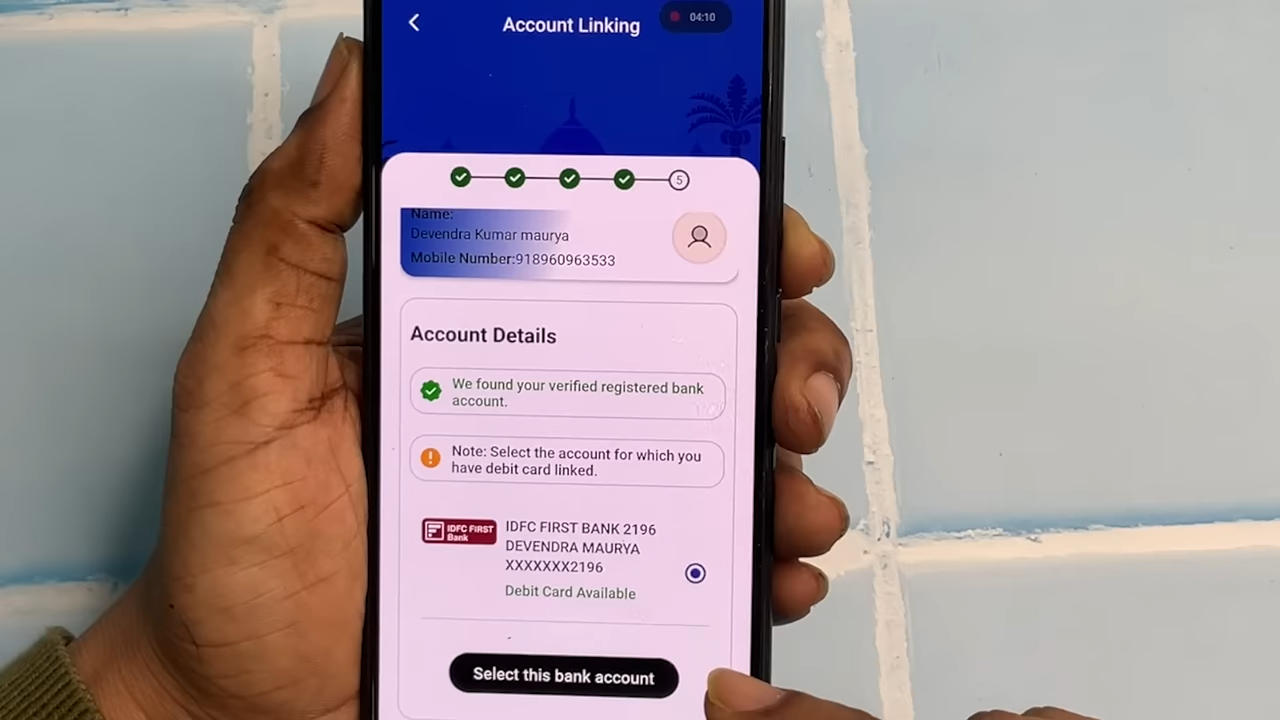 Account Linking
04:10
5
Name:
Devendra Kumar maurya
Mobile Number:918960963533
Account Details
We found your verified registered bank
account.
Note: Select the account for which you
have debit card linked.
IDFC FIRST
Bank
IDFC FIRST BANK 2196
DEVENDRA MAURYA
XXXXXXX2196
Debit Card Available
Select this bank account